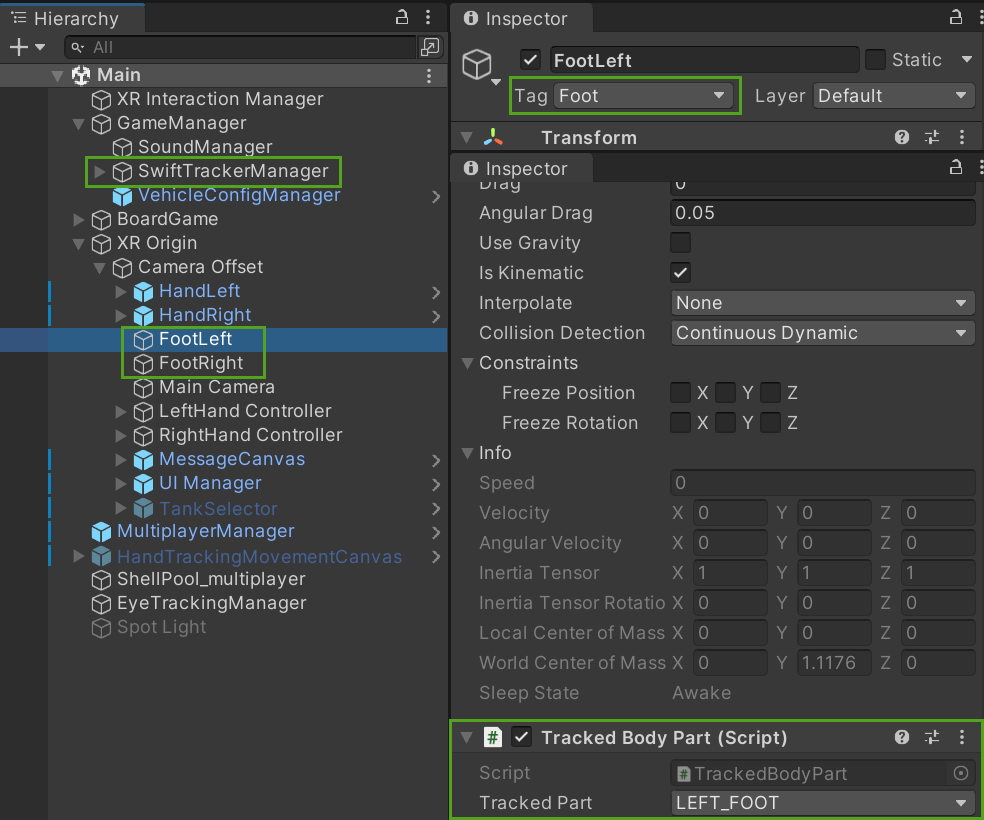 Hierarchy
All
Main
XR Interaction Manager
GameManager
SoundManager
SwiftTrackerManager
VehicleConfigManager
BoardGame
XR Origin
Camera Offset
HandLeft
HandRight
FootLeft
FootRight
Main Camera
LeftHand Controller
RightHand Controller
MessageCanvas
UI Manager
TankSelector
MultiplayerManager
HandTrackingMovementCanvas
ShellPool_multiplayer
EyeTrackingManager
Spot Light
Inspector
FootLeft Static
Tag Foot Layer Default
Transform
Inspector
Drag 0
Angular Drag 0.05
Use Gravity
Is Kinematic
Interpolate None
Collision Detection Continuous Dynamic
Constraints
Freeze Position X Y Z
Freeze Rotation X Y Z
Info
Speed 0
Velocity X 0 Y 0 Z 0
Angular Velocity X 0 Y 0 Z 0
Inertia Tensor X 1 Y 1 Z 1
Inertia Tensor Rotatio X 0 Y 0 Z 0
Local Center of Mass X 0 Y 0 Z 0
World Center of Mass X 0 Y 1.1176 Z 0
Sleep State Awake
# Tracked Body Part (Script)
Script # TrackedBodyPart
Tracked Part LEFT_FOOT